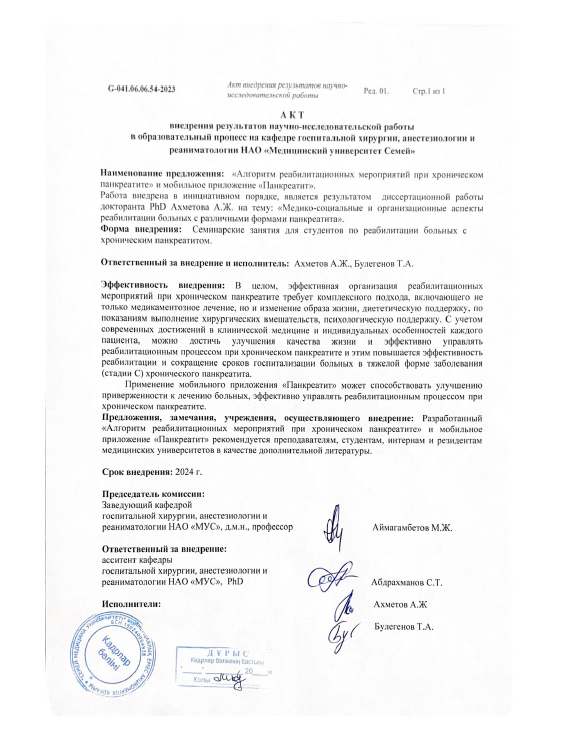 G-041.06.06.54-2023
Акт внедрения результатов научно-
исследовательской работы
Ред. 01.
Стр.1 из 1
А К Т
внедрения результатов научно-исследовательской работы
в образовательный процесс на кафедре госпитальной хирургии, анестезиологии и
реаниматологии НАО «Медицинский университет Семей»
Наименование предложения: «Алгоритм реабилитационных мероприятий при хроническом
панкреатите» и мобильное приложение «Панкреатит».
Работа внедрена в инициативном порядке, является результатом диссертационной работы
докторанта PhD Ахметова А.Ж. на тему: «Медико-социальные и организационные аспекты
реабилитации больных с различными формами панкреатита».
Форма внедрения: Семинарские занятия для студентов по реабилитации больных с
хроническим панкреатитом.
Ответственный за внедрение и исполнитель: Ахметов А.Ж., Булегенов Т.А.
Эффективность внедрения: В целом, эффективная организация реабилитационных
мероприятий при хроническом панкреатите требует комплексного подхода, включающего не
только медикаментозное лечение, но и изменение образа жизни, диетическую поддержку, по
показаниям выполнение хирургических вмешательств, психологическую поддержку. С учетом
современных достижений в клинической медицине и индивидуальных особенностей каждого
пациента, можно достичь улучшения качества жизни и эффективно управлять
реабилитационным процессом при хроническом панкреатите и этим повышается эффективность
реабилитации и сокращение сроков госпитализации больных в тяжелой форме заболевания
(стадии С) хронического панкреатита.
Применение мобильного приложения «Панкреатит» может способствовать улучшению
приверженности к лечению больных, эффективно управлять реабилитационным процессом при
хроническом панкреатите.
Предложения, замечания, учреждения, осуществляющего внедрение: Разработанный
«Алгоритм реабилитационных мероприятий при хроническом панкреатите» и мобильное
приложение «Панкреатит» рекомендуется преподавателям, студентам, интернам и резидентам
медицинских университетов в качестве дополнительной литературы.
Срок внедрения: 2024 г.
Председатель комиссии:
Заведующий кафедрой
госпитальной хирургии, анестезиологии и
реаниматологии НАО «МУС», д.м.н., профессор
Аймагамбетов М.Ж.
Ответственный за внедрение:
асситент кафедры
госпитальной хирургии, анестезиологии и
реаниматологии НАО «МУС», PhD
Абдрахманов С.Т.
Исполнители:
Ахметов А.Ж
Булегенов Т.А.
Кадрлар
бөлімі
Д Ұ Р Ы С
Кадрлар бөлімінің бастығы
20
Қолы